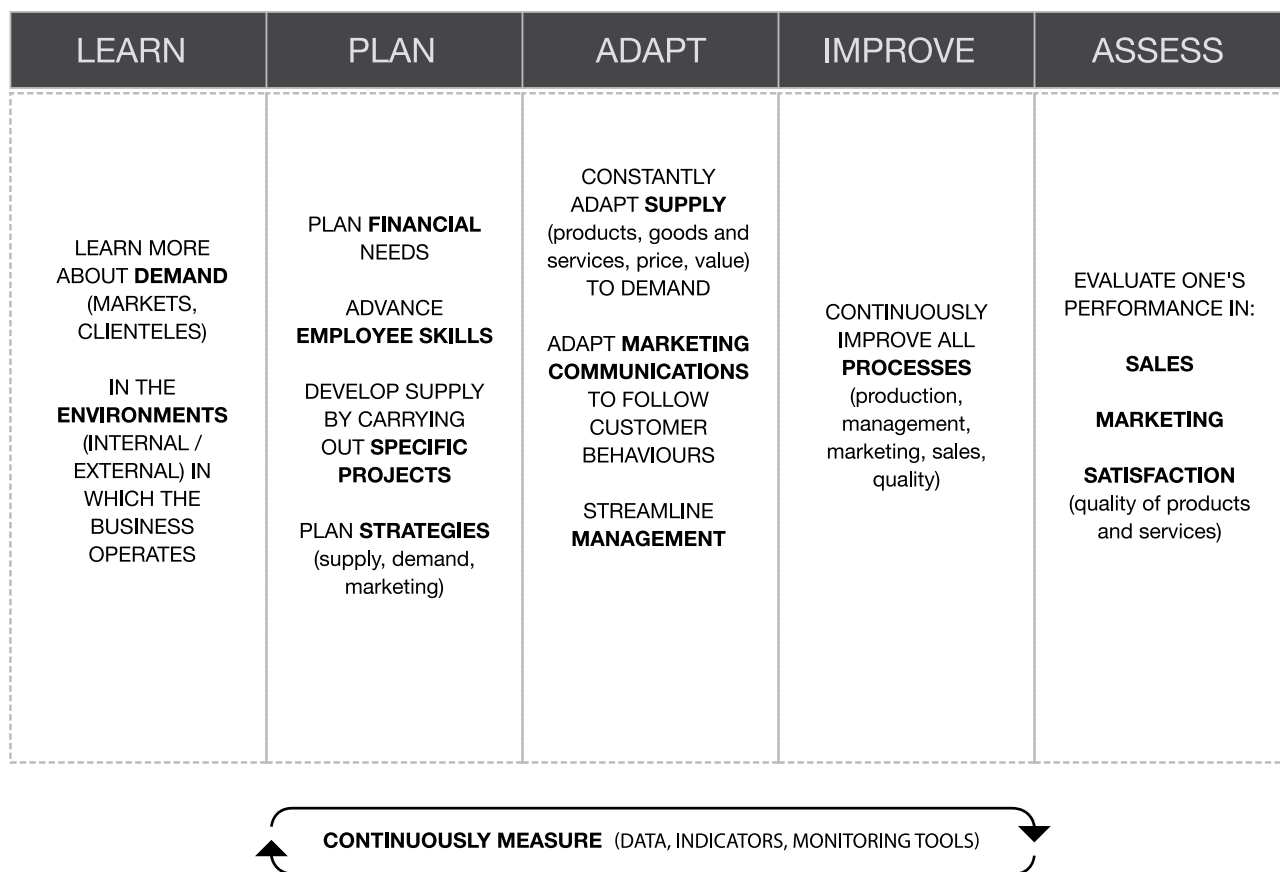 LEARN
PLAN
ADAPT
IMPROVE
ASSESS
LEARN MORE
ABOUT DEMAND
(MARKETS,
CLIENTELES)
IN THE
ENVIRONMENTS
(INTERNAL /
EXTERNAL) IN
WHICH THE
BUSINESS
OPERATES
PLAN FINANCIAL
NEEDS
ADVANCE
EMPLOYEE SKILLS
DEVELOP SUPPLY
BY CARRYING
OUT SPECIFIC
PROJECTS
PLAN STRATEGIES
(supply, demand,
marketing)
CONSTANTLY
ADAPT SUPPLY
(products, goods and
services, price, value)
TO DEMAND
ADAPT MARKETING
COMMUNICATIONS
TO FOLLOW
CUSTOMER
BEHAVIOURS
STREAMLINE
MANAGEMENT
CONTINUOUSLY
IMPROVE ALL
PROCESSES
(production,
management,
marketing, sales,
quality)
EVALUATE ONE'S
PERFORMANCE IN:
SALES
MARKETING
SATISFACTION
(quality of products
and services)
CONTINUOUSLY MEASURE (DATA, INDICATORS, MONITORING TOOLS)